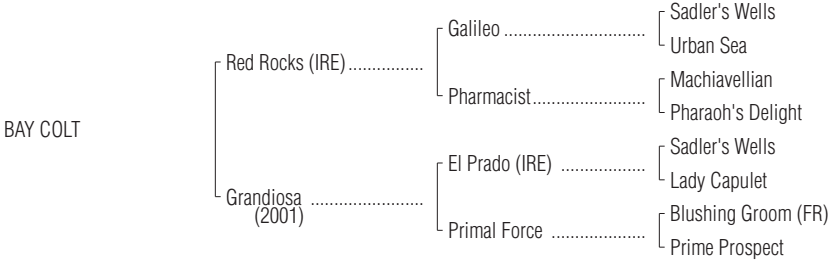 Sadler's Wells
Galileo ..............................
Urban Sea
Red Rocks (IRE)................
Machiavellian
Pharmacist........................
Pharaoh's Delight
BAY COLT
Sadler's Wells
El Prado (IRE) ..................
Lady Capulet
Grandiosa ........................
(2001)
Blushing Groom (FR)
Primal Force ....................
Prime Prospect